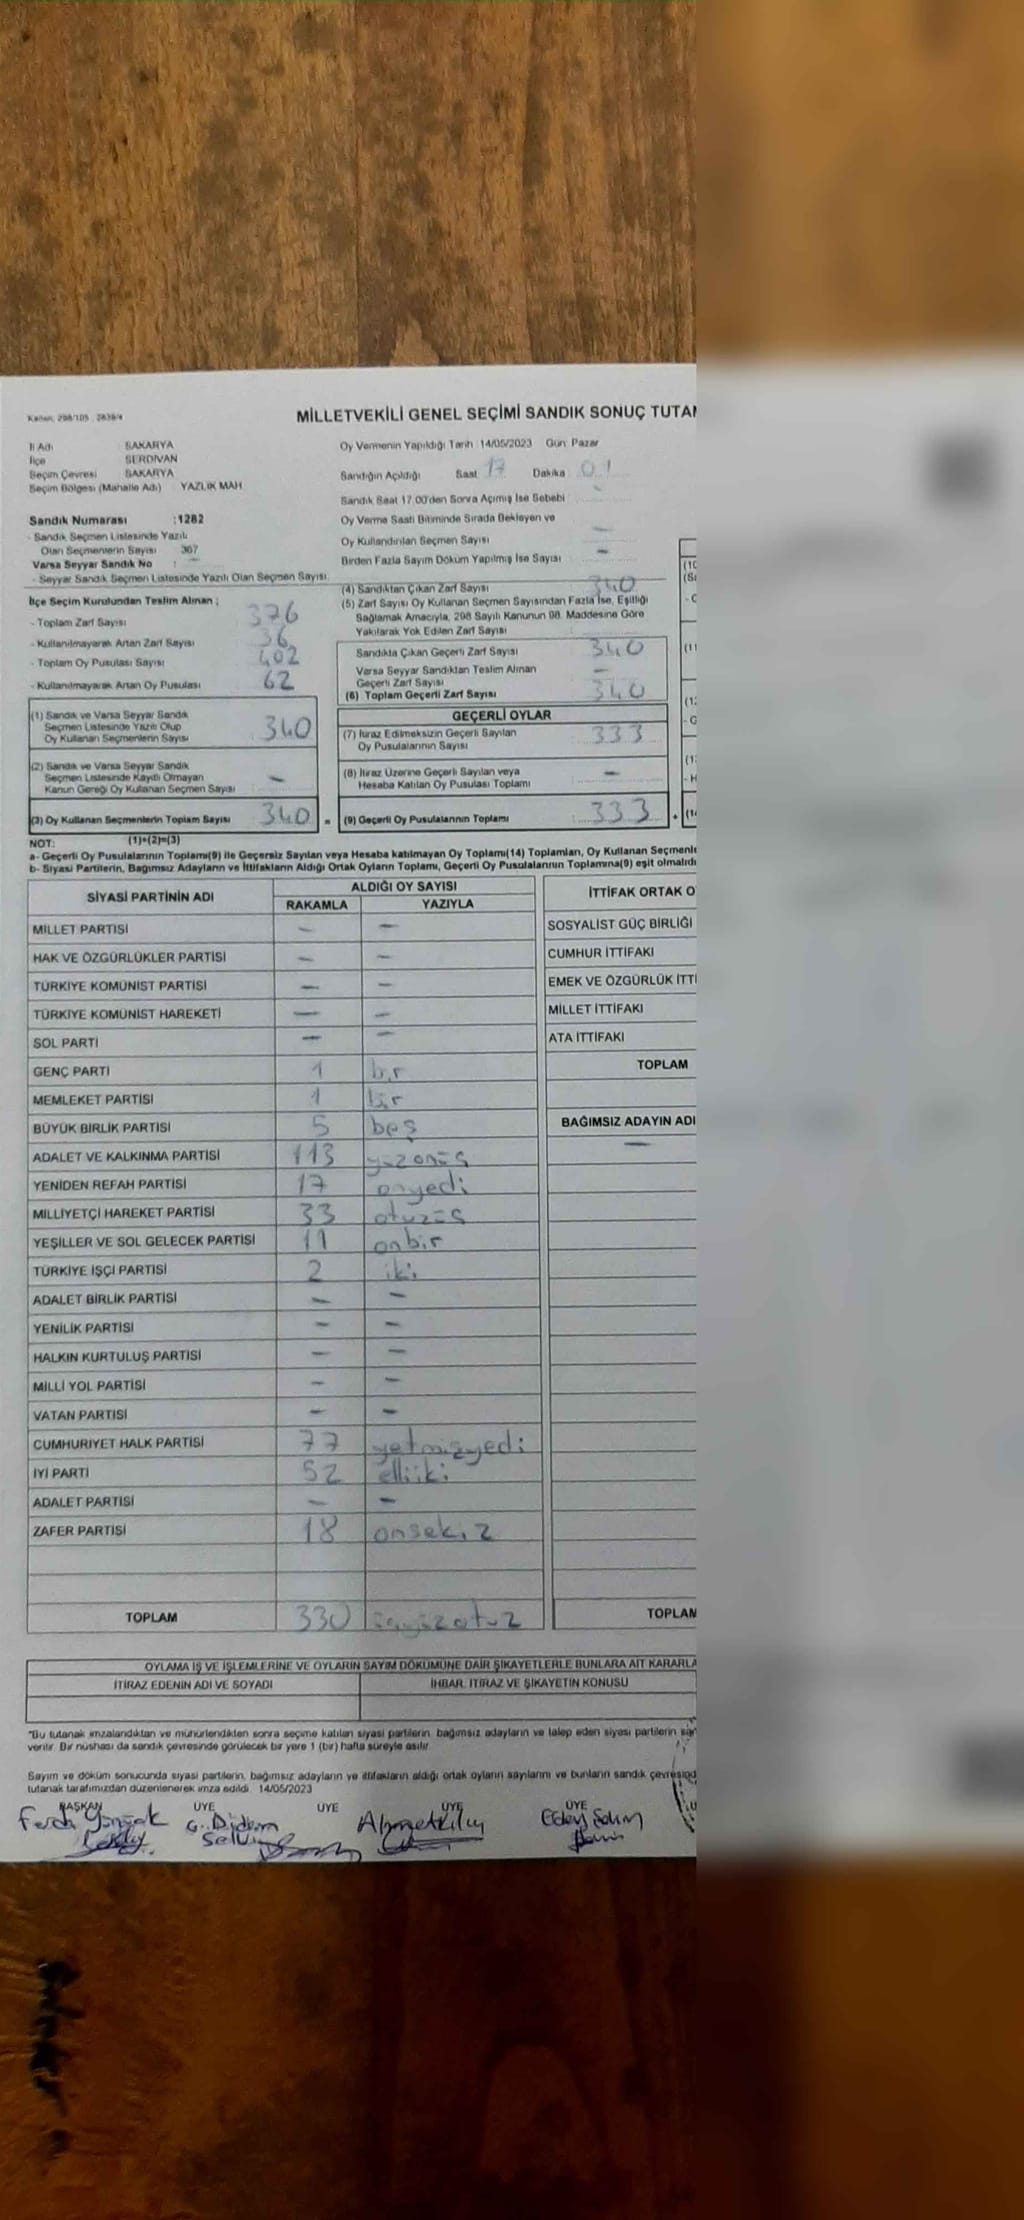 Kanun: 298/105 , 2839/4
MİLLETVEKİLİ GENEL SEÇİMİ SANDIK SONUÇ TUTA
İl Adı SAKARYA
İlçe SERDİVAN
Seçim Çevresi SAKARYA
Seçim Bölgesi (Mahalle Adı) YAZLIK MAH.
Sandık Numarası :1282
- Sandık Seçmen Listesinde Yazılı
Olan Seçmenlerin Sayısı 367
Varsa Seyyar Sandık No :
- Seyyar Sandık Seçmen Listesinde Yazılı Olan Seçmen Sayısı
Oy Vermenin Yapıldığı Tarih 14/05/2023 Gün: Pazar
Sandığın Açıldığı Saat 17 Dakika 01
Sandık Saat 17.00'den Sonra Açılmış İse Sebebi
Oy Verme Saati Bitiminde Sırada Bekleyen ve
Oy Kullandırılan Seçmen Sayısı —
Birden Fazla Sayım Döküm Yapılmış İse Sayısı —
İlçe Seçim Kurulundan Teslim Alınan ;
- Toplam Zarf Sayısı 376
- Kullanılmayarak Artan Zarf Sayısı 36
- Toplam Oy Pusulası Sayısı 402
- Kullanılmayarak Artan Oy Pusulası 62
(4) Sandıktan Çıkan Zarf Sayısı 340
(5) Zarf Sayısı Oy Kullanan Seçmen Sayısından Fazla İse, Eşitliği
Sağlamak Amacıyla, 298 Sayılı Kanunun 98. Maddesine Göre
Yakılarak Yok Edilen Zarf Sayısı
Sandıkta Çıkan Geçerli Zarf Sayısı 340
Varsa Seyyar Sandıktan Teslim Alınan
Geçerli Zarf Sayısı —
(6) Toplam Geçerli Zarf Sayısı 340
(1) Sandık ve Varsa Seyyar Sandık
Seçmen Listesinde Yazılı Olup
Oy Kullanan Seçmenlerin Sayısı 340
(2) Sandık ve Varsa Seyyar Sandık
Seçmen Listesinde Kayıtlı Olmayan
Kanun Gereği Oy Kullanan Seçmen Sayısı —
(3) Oy Kullanan Seçmenlerin Toplam Sayısı 340 =
GEÇERLİ OYLAR
(7) İtiraz Edilmeksizin Geçerli Sayılan
Oy Pusulalarının Sayısı 333
(8) İtiraz Üzerine Geçerli Sayılan veya
Hesaba Katılan Oy Pusulası Toplamı —
(9) Geçerli Oy Pusulalarının Toplamı 333 +
NOT: (1)+(2)=(3)
a- Geçerli Oy Pusulalarının Toplamı(9) ile Geçersiz Sayılan veya Hesaba katılmayan Oy Toplamı(14) Toplamları, Oy Kullanan Seçmenle
b- Siyasi Partilerin, Bağımsız Adayların ve İttifakların Aldığı Ortak Oyların Toplamı, Geçerli Oy Pusulalarının Toplamına(9) eşit olmalıdı
SİYASİ PARTİNİN ADI ALDIĞI OY SAYISI
RAKAMLA YAZIYLA
MİLLET PARTİSİ — —
HAK VE ÖZGÜRLÜKLER PARTİSİ — —
TÜRKİYE KOMÜNİST PARTİSİ — —
TÜRKİYE KOMÜNİST HAREKETİ — —
SOL PARTİ — —
GENÇ PARTİ 1 bir
MEMLEKET PARTİSİ 1 bir
BÜYÜK BİRLİK PARTİSİ 5 beş
ADALET VE KALKINMA PARTİSİ 113 yüzonüç
YENİDEN REFAH PARTİSİ 17 onyedi
MİLLİYETÇİ HAREKET PARTİSİ 33 otuzüç
YEŞİLLER VE SOL GELECEK PARTİSİ 11 onbir
TÜRKİYE İŞÇİ PARTİSİ 2 iki
ADALET BİRLİK PARTİSİ — —
YENİLİK PARTİSİ — —
HALKIN KURTULUŞ PARTİSİ — —
MİLLİ YOL PARTİSİ — —
VATAN PARTİSİ — —
CUMHURİYET HALK PARTİSİ 77 yetmişyedi
İYİ PARTİ 52 elliiki
ADALET PARTİSİ — —
ZAFER PARTİSİ 18 onsekiz
TOPLAM 330 üçyüzotuz
İTTİFAK ORTAK O
SOSYALİST GÜÇ BİRLİĞİ
CUMHUR İTTİFAKI
EMEK VE ÖZGÜRLÜK İTTİ
MİLLET İTTİFAKI
ATA İTTİFAKI
TOPLAM
BAĞIMSIZ ADAYIN ADI
—
TOPLAM
OYLAMA İŞ VE İŞLEMLERİNE VE OYLARIN SAYIM DÖKÜMÜNE DAİR ŞİKAYETLERLE BUNLARA AİT KARARLA
İTİRAZ EDENİN ADI VE SOYADI İHBAR, İTİRAZ VE ŞİKAYETİN KONUSU
"Bu tutanak imzalandıktan ve mühürlendikten sonra seçime katılan siyasi partilerin, bağımsız adayların ve talep eden siyasi partilerin
verilir. Bir nüshası da sandık çevresinde görülecek bir yere 1 (bir) hafta süreyle asılır.
Sayım ve döküm sonucunda siyasi partilerin, bağımsız adayların ve ittifakların aldığı ortak oyların sayılarını ve bunların sandık çevresinde
tutanak tarafımızdan düzenlenerek imza edildi. 14/05/2023
BAŞKAN ÜYE ÜYE ÜYE ÜYE
G. Didem Ahmet Kılıç